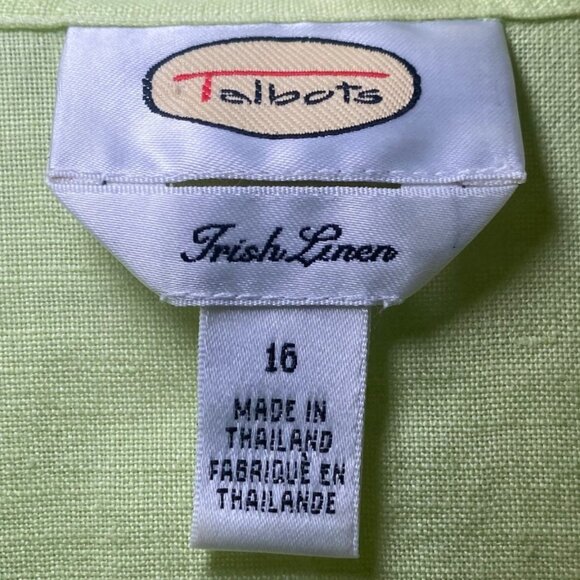 Talbots
Irish Linen
16
MADE IN
THAILAND
FABRIQUÈ EN
THAILANDE